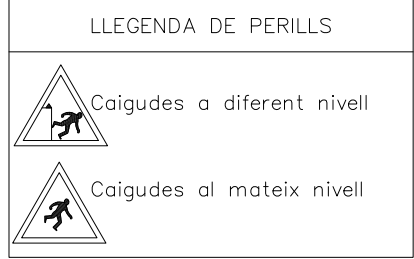 LLEGENDA DE PERILLS
Caigudes a diferent nivell
Caigudes al mateix nivell